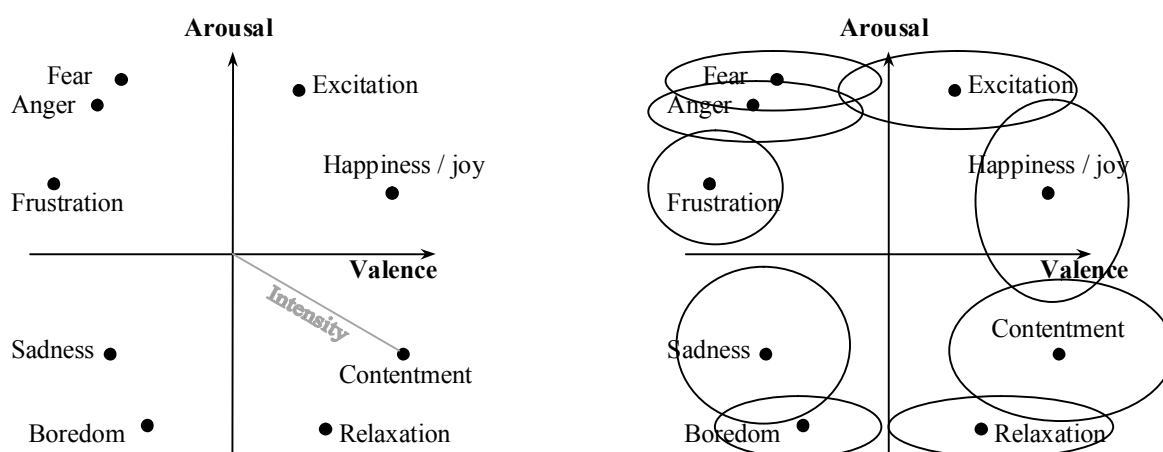 Arousal
Fear
Excitation
Anger
Happiness / joy
Frustration
Valence
Intensity
Sadness
Contentment
Boredom
Relaxation
Arousal
Fear
Excitation
Anger
Happiness / joy
Frustration
Valence
Contentment
Sadness
Boredom
Relaxation